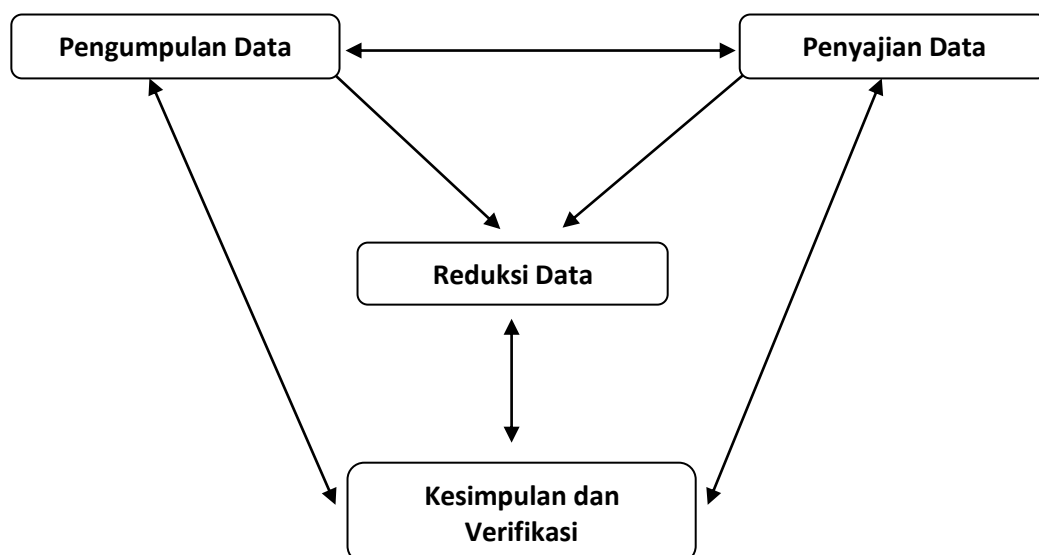 Pengumpulan Data
Penyajian Data
Reduksi Data
Kesimpulan dan
Verifikasi